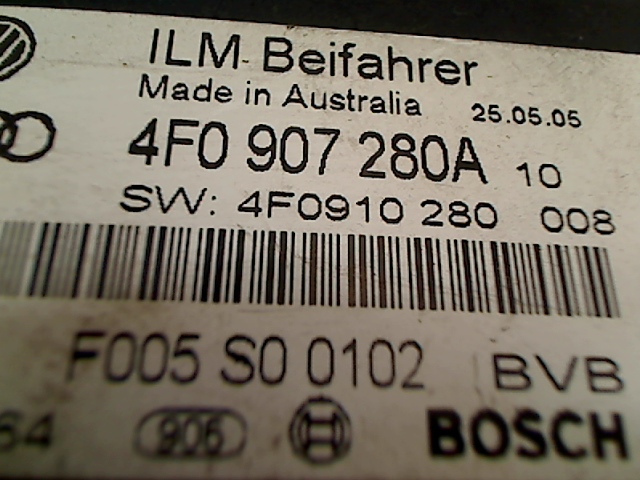 ILM Beifahrer
Made in Australia 25.05.05
4F0 907 280A 10
SW: 4F0910 280 008
F005 S0 0102 BVB
64 906 BOSCH